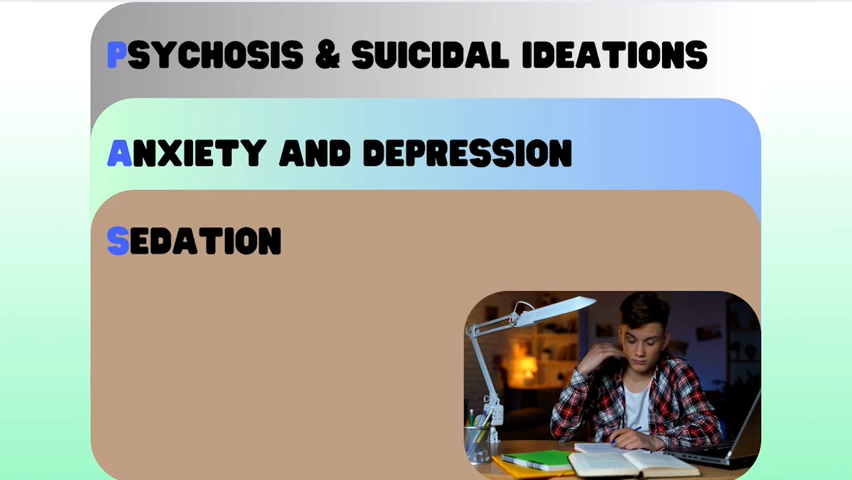 PSYCHOSIS & SUICIDAL IDEATIONS
ANXIETY AND DEPRESSION
SEDATION